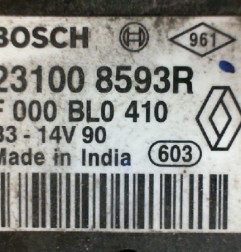 BOSCH 961
23100 8593R
F 000 BL0 410
33 - 14V 90
Made in India 603